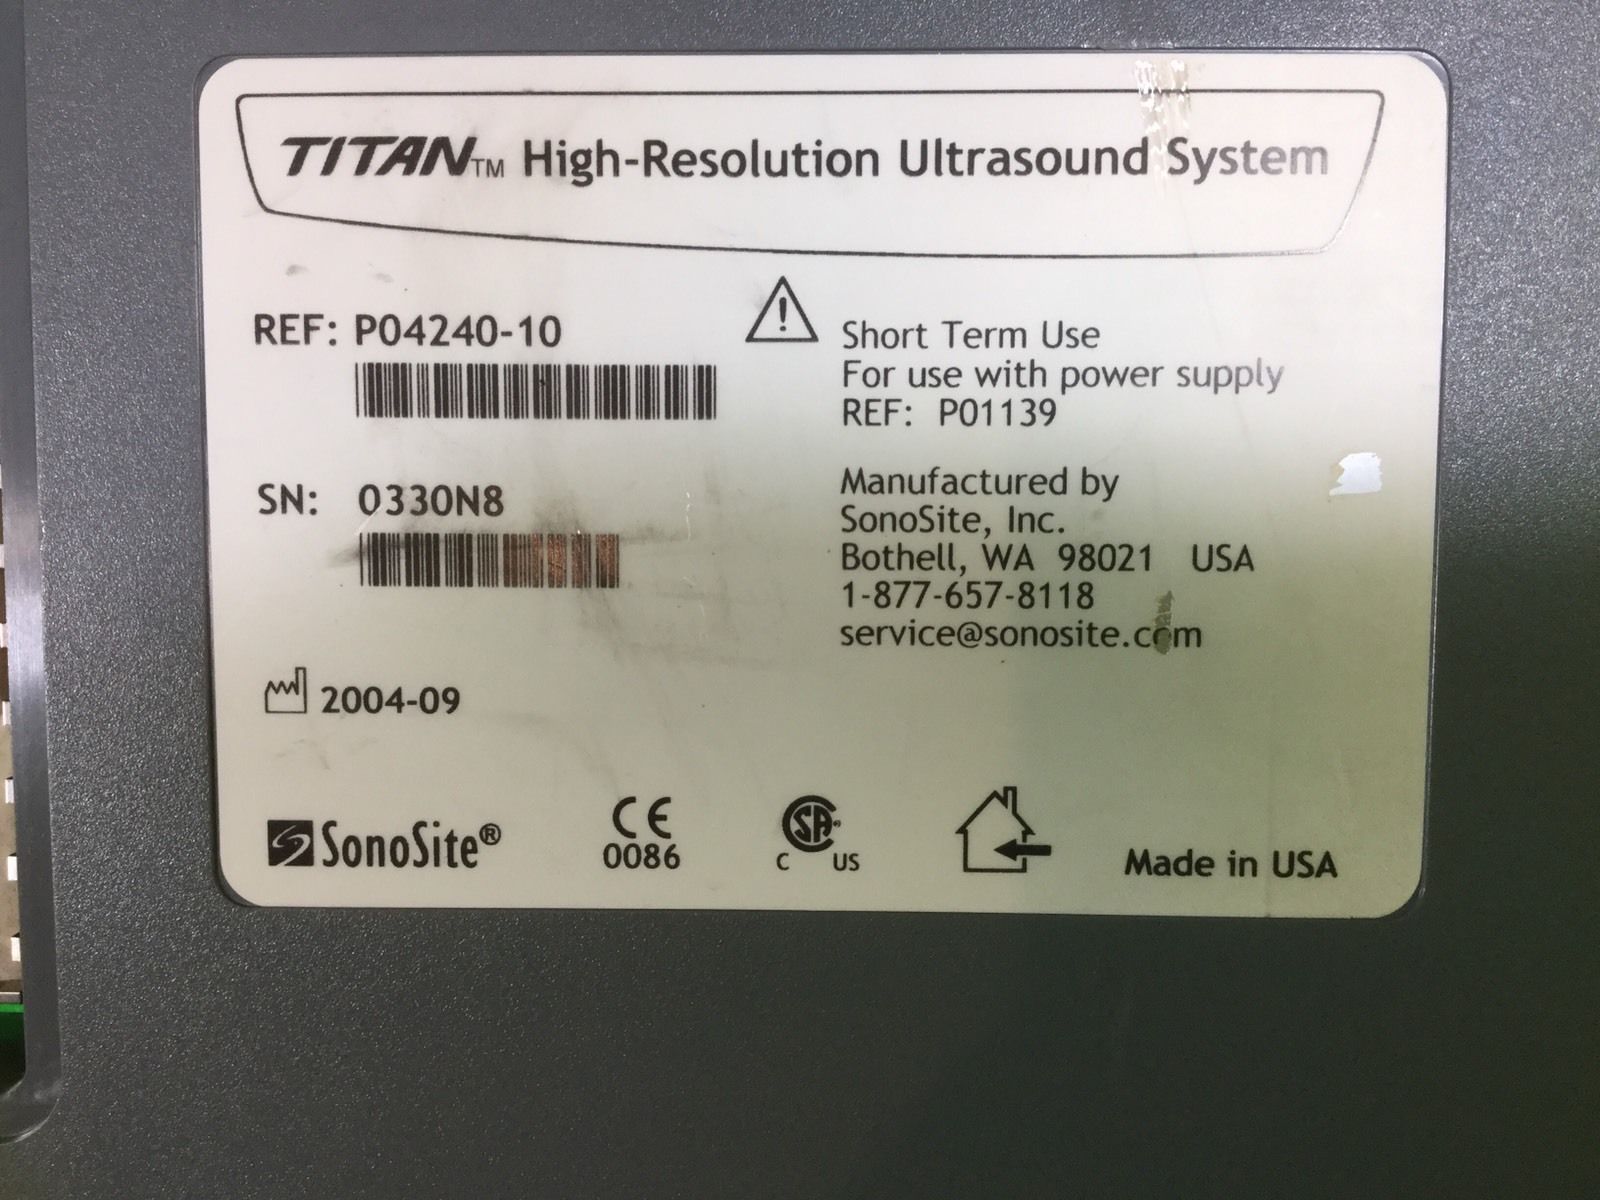 TITAN™ High-Resolution Ultrasound System
REF: P04240-10
SN: 0330N8
2004-09
Short Term Use
For use with power supply
REF: P01139
Manufactured by
SonoSite, Inc.
Bothell, WA 98021 USA
1-877-657-8118
service@sonosite.com
SonoSite®
CE
0086
C SA US
Made in USA